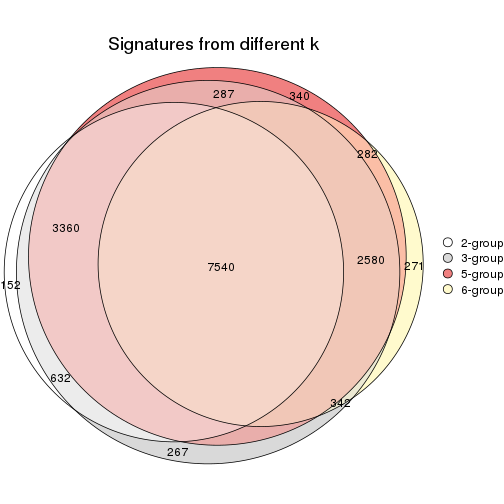 Signatures from different k
287
340
282
3360
7540
2580
271
152
632
342
267
2-group
3-group
5-group
6-group